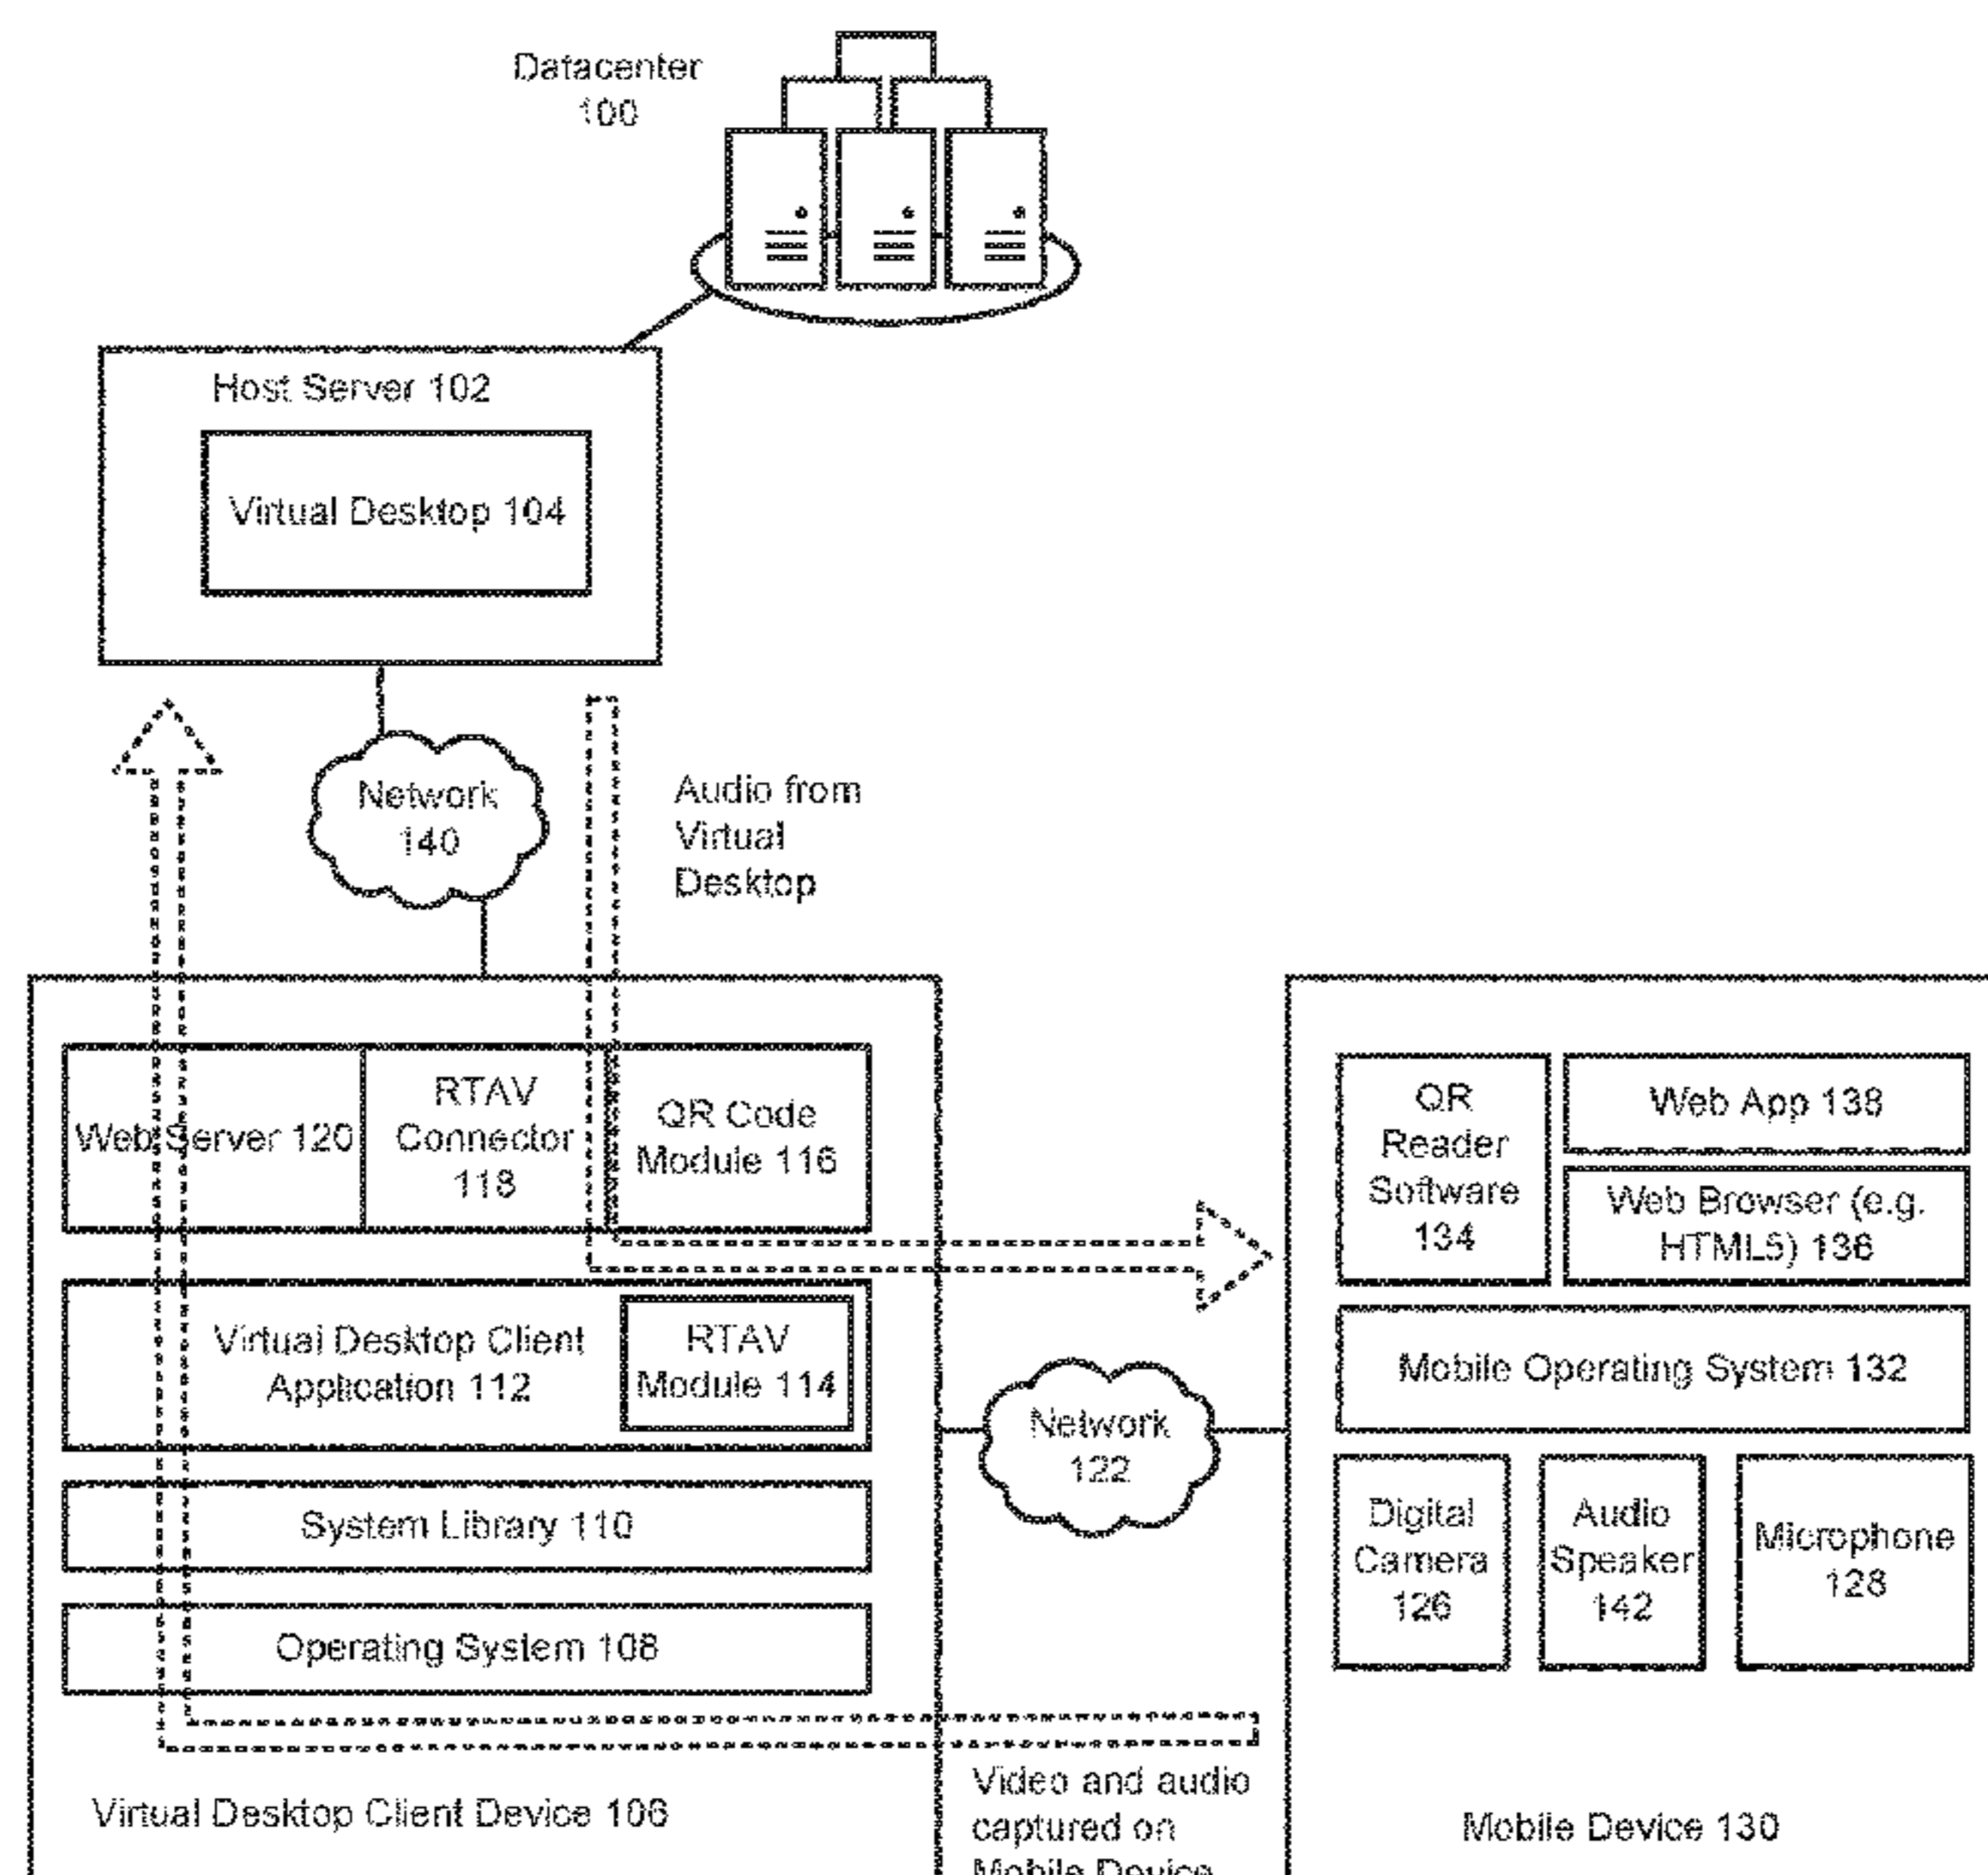 Datacenter
100
Host Server 102
Virtual Desktop 104
Network
140
Audio from
Virtual
Desktop
Web Server 120
RTAV
Connector
118
QR Code
Module 116
Virtual Desktop Client
Application 112
RTAV
Module 114
System Library 110
Operating System 108
Virtual Desktop Client Device 106
Network
122
Video and audio
captured on
Mobile Device
QR
Reader
Software
134
Web App 138
Web Browser (e.g.
HTML5) 136
Mobile Operating System 132
Digital
Camera
126
Audio
Speaker
142
Microphone
128
Mobile Device 130